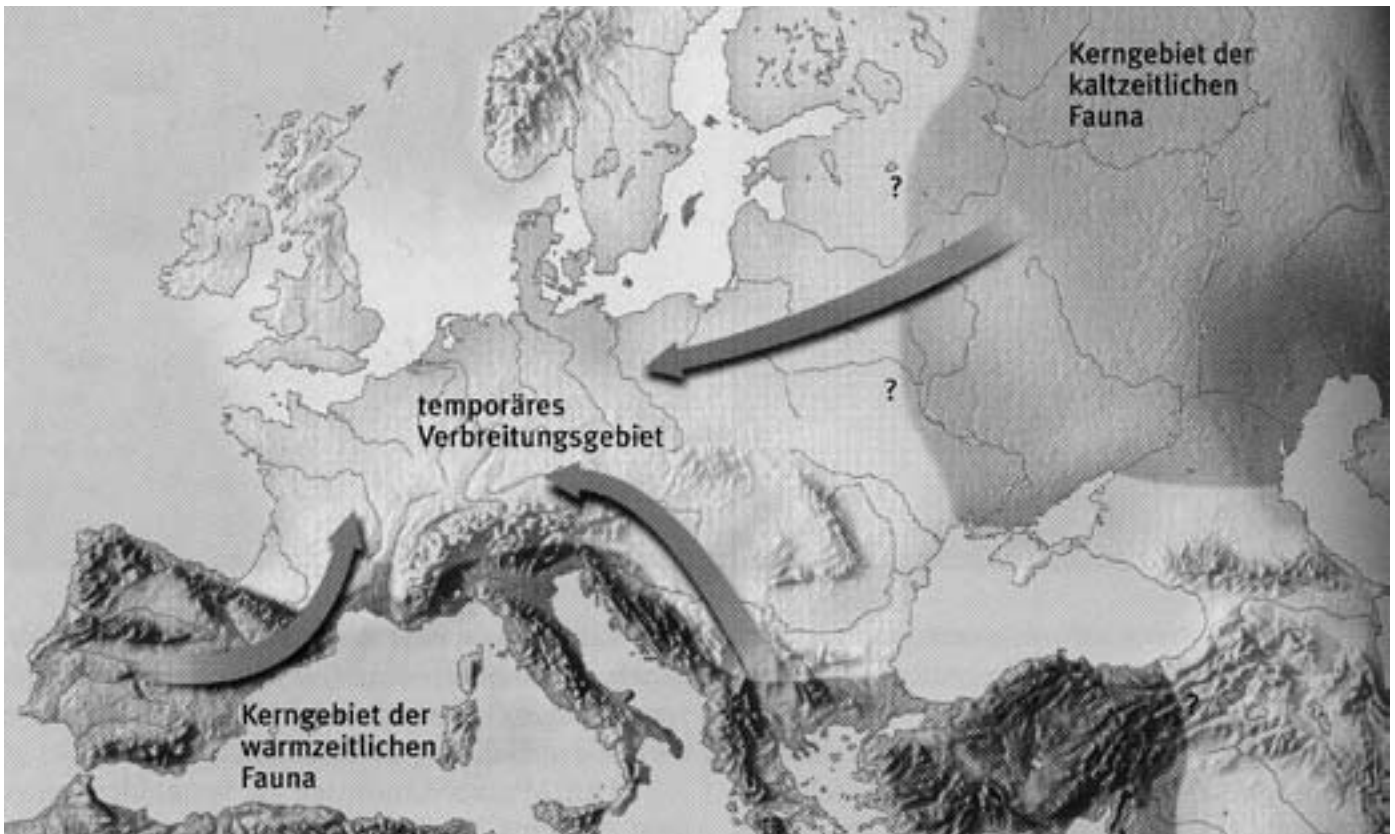 Kerngebiet der
kaltzeitlichen
Fauna
?
?
temporäres
Verbreitungsgebiet
?
Kerngebiet der
warmzeitlichen
Fauna